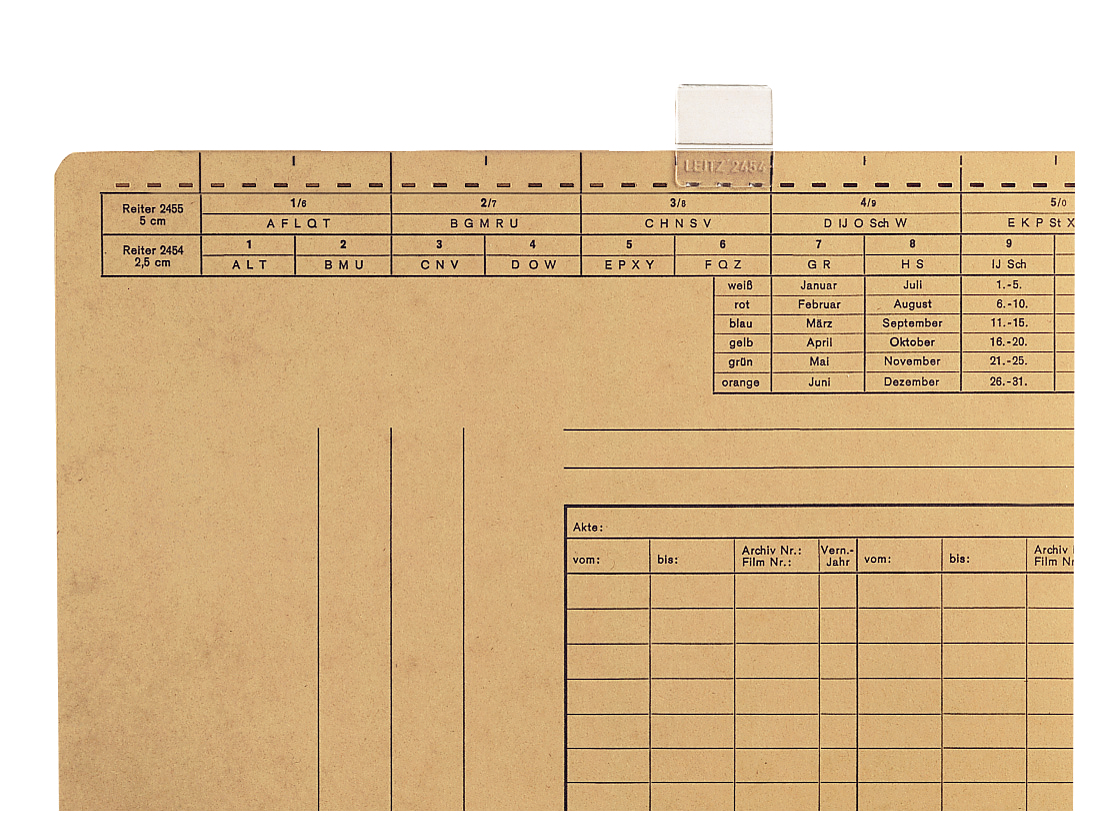 LEITZ 2454
Reiter 2455
5 cm
1/6 2/7 3/8 4/9 5/0
A F L Q T B G M R U C H N S V D IJ O Sch W E K P St X
Reiter 2454
2,5 cm
1 2 3 4 5 6 7 8 9
A L T B M U C N V D O W E P X Y F Q Z G R H S IJ Sch
weiß Januar Juli 1.-5.
rot Februar August 6.-10.
blau März September 11.-15.
gelb April Oktober 16.-20.
grün Mai November 21.-25.
orange Juni Dezember 26.-31.
Akte:
vom: bis: Archiv Nr.: Film Nr.: Vern.- Jahr vom: bis: Archiv Film